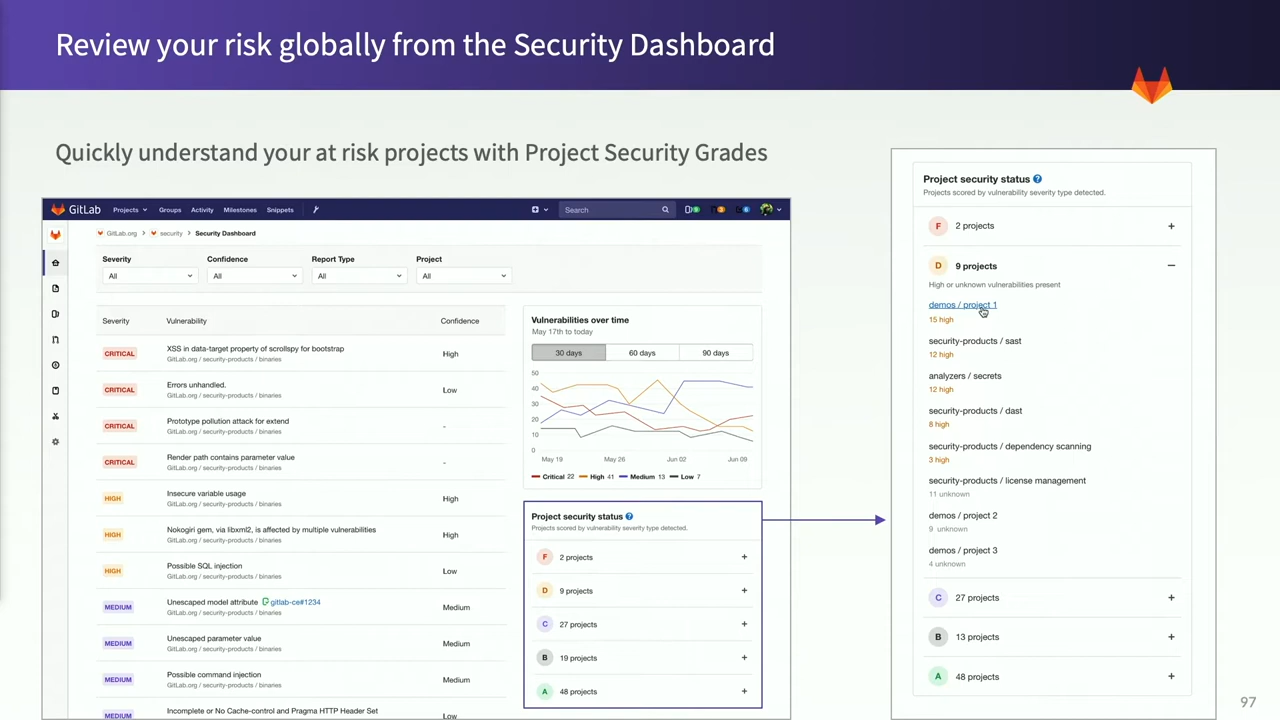 Review your risk globally from the Security Dashboard
Quickly understand your at risk projects with Project Security Grades
GitLab Projects Groups Activity Milestones Snippets Search
GitLab.org > security > Security Dashboard
Severity Confidence Report Type Project
All All All All
Severity Vulnerability Confidence
CRITICAL XSS in data-target property of scrollspy for bootstrap High
GitLab.org / security-products / binaries
CRITICAL Errors unhandled. Low
GitLab.org / security-products / binaries
CRITICAL Prototype pollution attack for extend -
GitLab.org / security-products / binaries
CRITICAL Render path contains parameter value -
GitLab.org / security-products / binaries
HIGH Insecure variable usage High
GitLab.org / security-products / binaries
HIGH Nokogiri gem, via libxml2, is affected by multiple vulnerabilities High
GitLab.org / security-products / binaries
HIGH Possible SQL injection Low
GitLab.org / security-products / binaries
MEDIUM Unescaped model attribute gitlab-ce#1234 Medium
GitLab.org / security-products / binaries
MEDIUM Unescaped parameter value Medium
GitLab.org / security-products / binaries
MEDIUM Possible command injection Medium
GitLab.org / security-products / binaries
MEDIUM Incomplete or No Cache-control and Pragma HTTP Header Set Low
Vulnerabilities over time
May 17th to today
30 days 60 days 90 days
50
40
30
20
10
0
May 19 May 26 Jun 02 Jun 09
Critical 22 High 41 Medium 13 Low 7
Project security status ?
Projects scored by vulnerability severity type detected.
F 2 projects +
D 9 projects +
C 27 projects +
B 19 projects +
A 48 projects +
Project security status ?
Projects scored by vulnerability severity type detected.
F 2 projects +
D 9 projects −
High or unknown vulnerabilities present
demos / project 1
15 high
security-products / sast
12 high
analyzers / secrets
12 high
security-products / dast
8 high
security-products / dependency scanning
3 high
security-products / license management
11 unknown
demos / project 2
9 unknown
demos / project 3
4 unknown
C 27 projects +
B 13 projects +
A 48 projects +
97